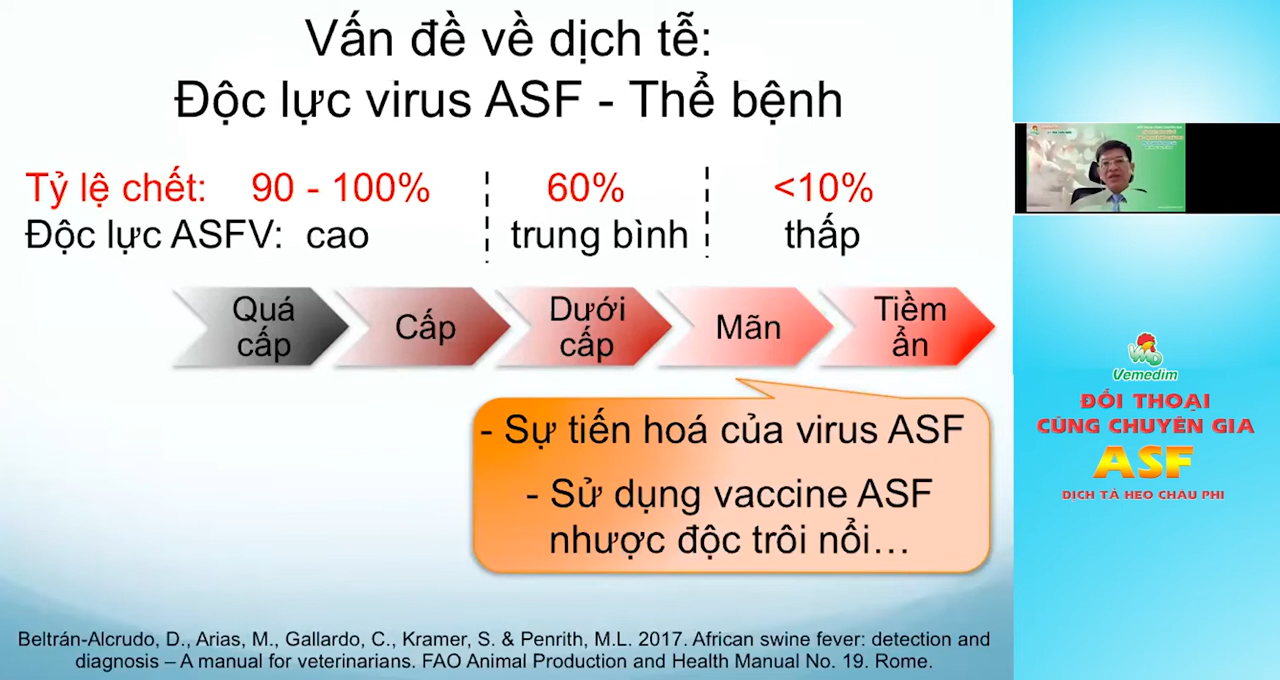 Vấn đề về dịch tễ:
Độc lực virus ASF - Thể bệnh
Tỷ lệ chết: 90 - 100% 60% <10%
Độc lực ASFV: cao trung bình thấp
Quá cấp
Cấp
Dưới cấp
Mãn
Tiềm ẩn
- Sự tiến hoá của virus ASF
- Sử dụng vaccine ASF
nhược độc trôi nổi...
Beltrán-Alcrudo, D., Arias, M., Gallardo, C., Kramer, S. & Penrith, M.L. 2017. African swine fever: detection and
diagnosis – A manual for veterinarians. FAO Animal Production and Health Manual No. 19. Rome.
Vemedim
ĐỐI THOẠI
CÙNG CHUYÊN GIA
ASF
DỊCH TẢ HEO CHÂU PHI